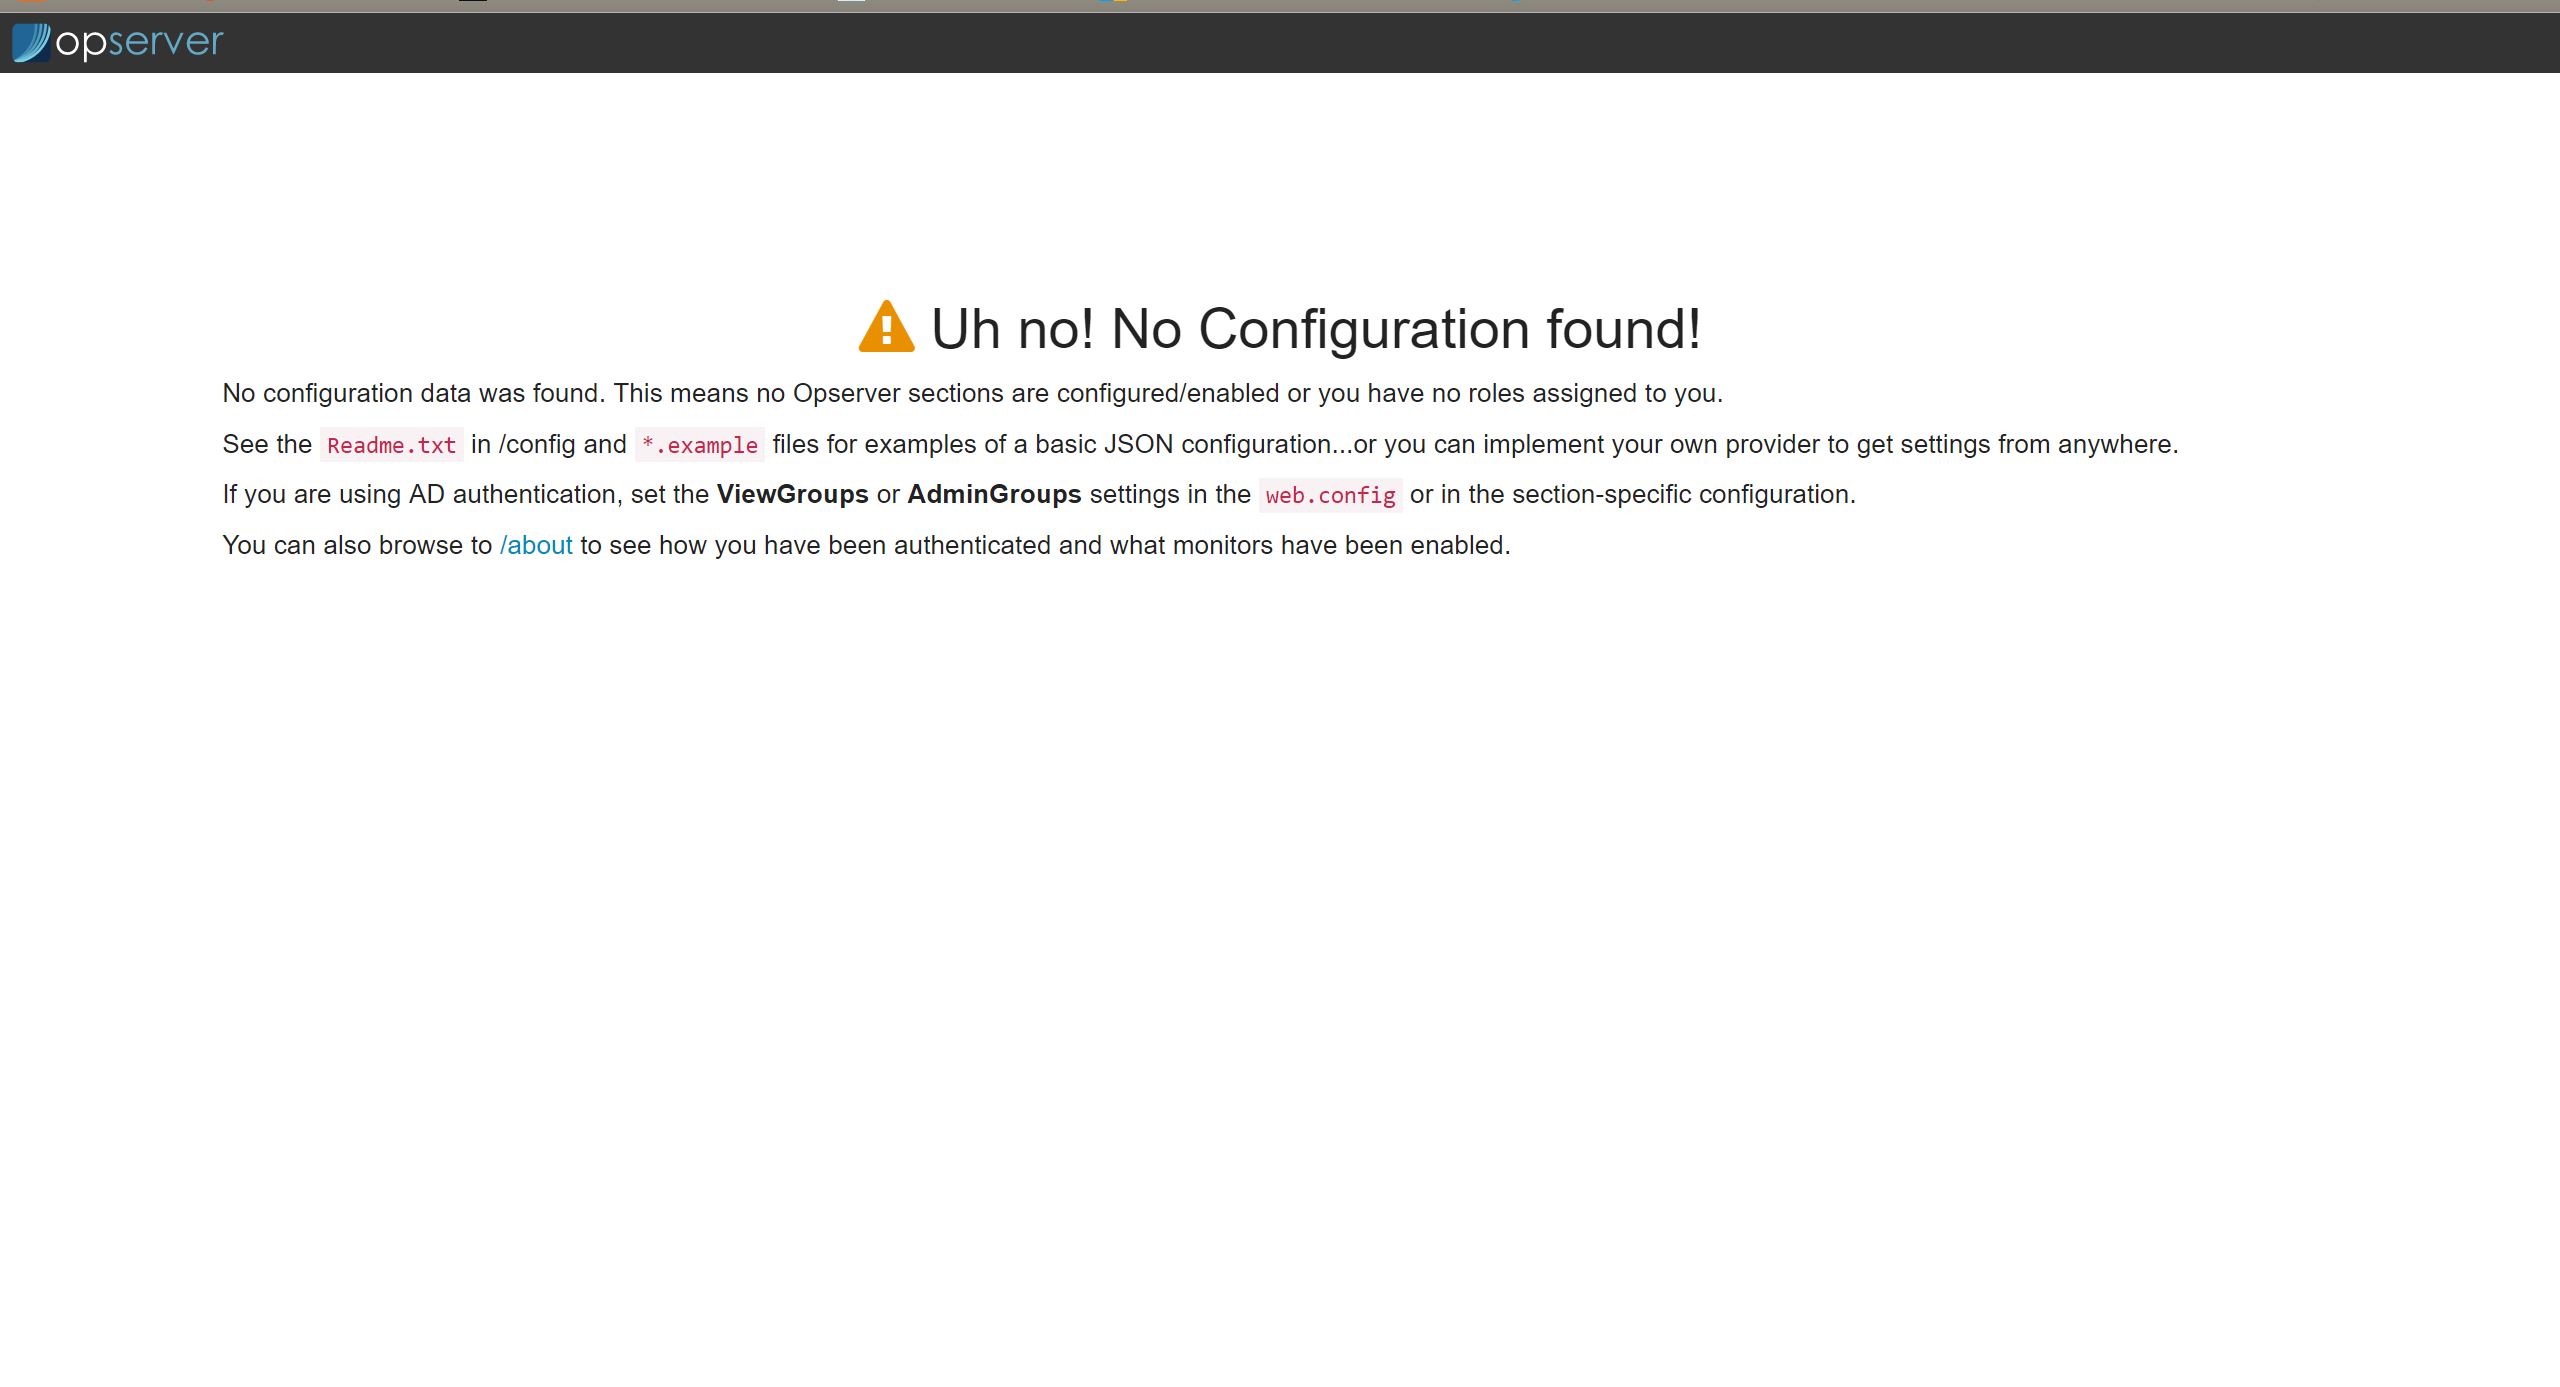 opserver
Uh no! No Configuration found!
No configuration data was found. This means no Opserver sections are configured/enabled or you have no roles assigned to you.
See the Readme.txt in /config and *.example files for examples of a basic JSON configuration...or you can implement your own provider to get settings from anywhere.
If you are using AD authentication, set the ViewGroups or AdminGroups settings in the web.config or in the section-specific configuration.
You can also browse to /about to see how you have been authenticated and what monitors have been enabled.